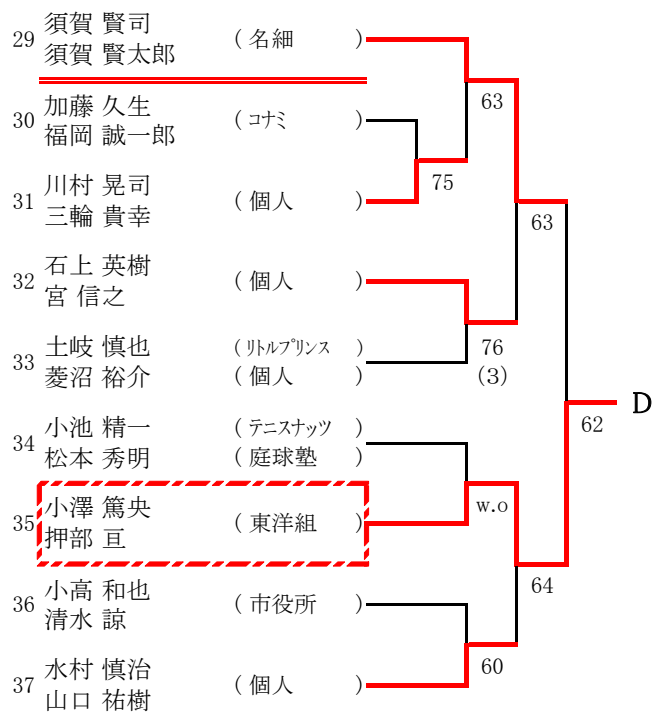 29 須賀 賢司 ( 名細 )
須賀 賢太郎
30 加藤 久生 ( コナミ )
福岡 誠一郎
31 川村 晃司 ( 個人 )
三輪 貴幸
32 石上 英樹 ( 個人 )
宮 信之
33 土岐 慎也 ( リトルプリンス )
菱沼 裕介 ( 個人 )
34 小池 精一 ( テニスナッツ )
松本 秀明 ( 庭球塾 )
35 小澤 篤央 ( 東洋組 )
押部 亘
36 小高 和也 ( 市役所 )
清水 諒
37 水村 慎治 ( 個人 )
山口 祐樹
63
75
63
76
(3)
w.o
64
60
62
D